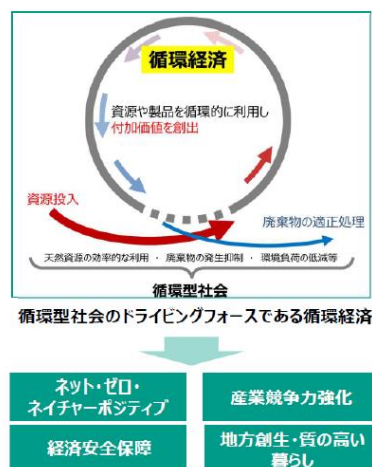 循環経済
資源や製品を循環的に利用し
付加価値を創出
資源投入
廃棄物の適正処理
天然資源の効率的な利用 ・ 廃棄物の発生抑制 ・ 環境負荷の低減等
循環型社会
循環型社会のドライビングフォースである循環経済
ネット・ゼロ・
ネイチャーポジティブ
産業競争力強化
経済安全保障
地方創生・質の高い
暮らし